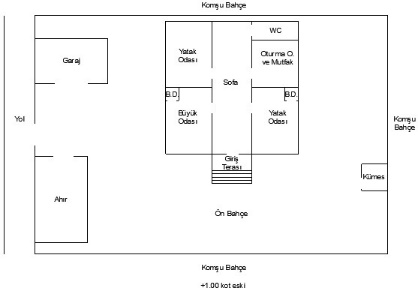 Komşu Bahçe
WC
Garaj
Yatak
Odası
Oturma O.
ve Mutfak
Sofa
B.D.
B.D.
Yol
Büyük
Odası
Yatak
Odası
Komşu
Bahçe
Giriş
Terası
Kümes
Ahır
Ön Bahçe
Komşu Bahçe
+1.00 kot eski